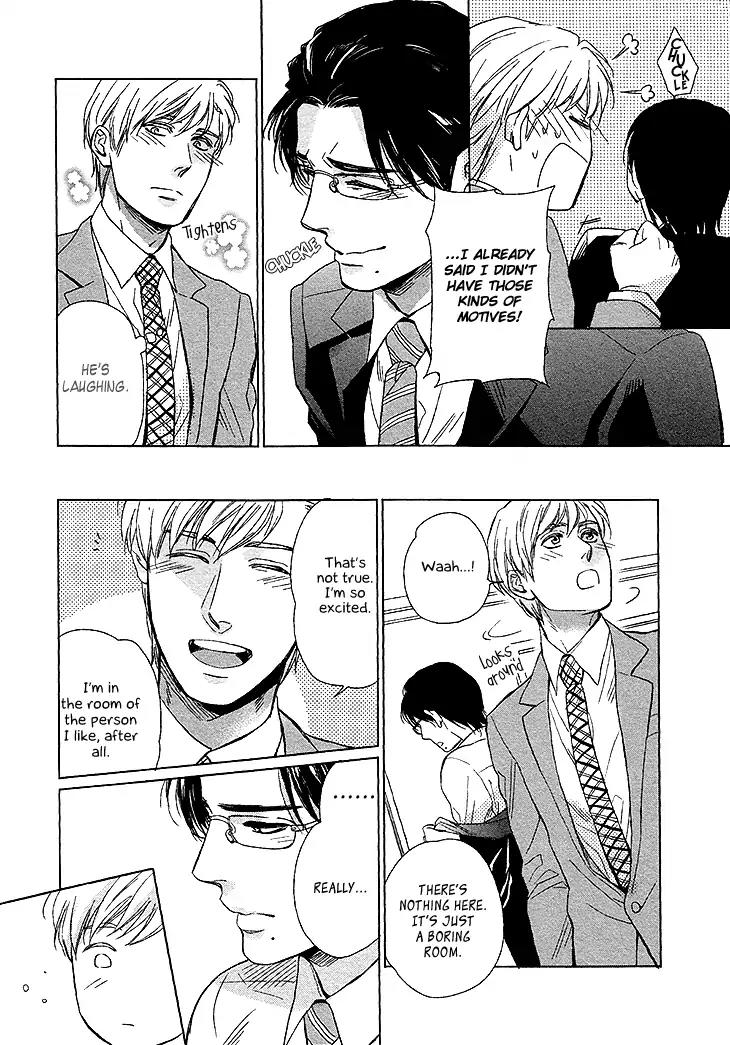 CHUCKLE
...I ALREADY
SAID I DIDN'T
HAVE THOSE
KINDS OF
MOTIVES!
CHUCKLE
Tightens
HE'S
LAUGHING.
Waah...!
Looks
around
THERE'S
NOTHING HERE.
IT'S JUST
A BORING
ROOM.
That's
not true.
I'm so
excited.
I'm in
the room of
the person
I like, after
all.
........
REALLY...